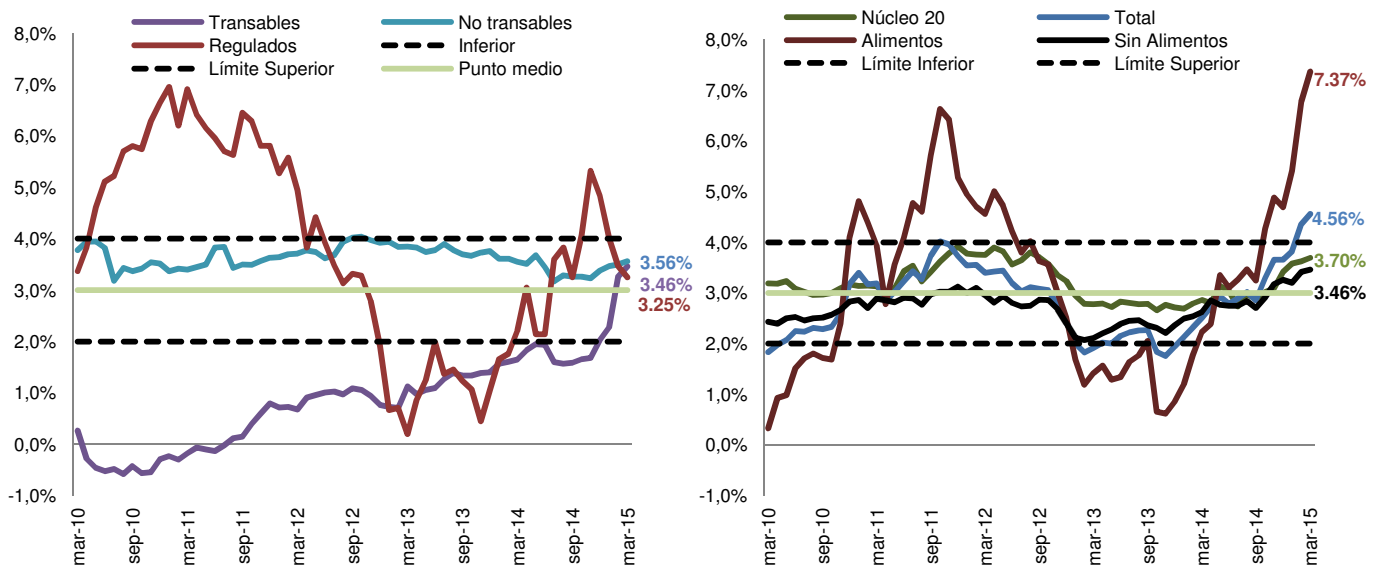 Transables No transables
Regulados Inferior
Límite Superior Punto medio
8,0%
7,0%
6,0%
5,0%
4,0%
3,0%
2,0%
1,0%
0,0%
-1,0%
3.56%
3.46%
3.25%
mar-10
sep-10
mar-11
sep-11
mar-12
sep-12
mar-13
sep-13
mar-14
sep-14
mar-15
Núcleo 20 Total
Alimentos Sin Alimentos
Límite Inferior Límite Superior
8,0%
7,0%
6,0%
5,0%
4,0%
3,0%
2,0%
1,0%
0,0%
-1,0%
7.37%
4.56%
3.70%
3.46%
mar-10
sep-10
mar-11
sep-11
mar-12
sep-12
mar-13
sep-13
mar-14
sep-14
mar-15